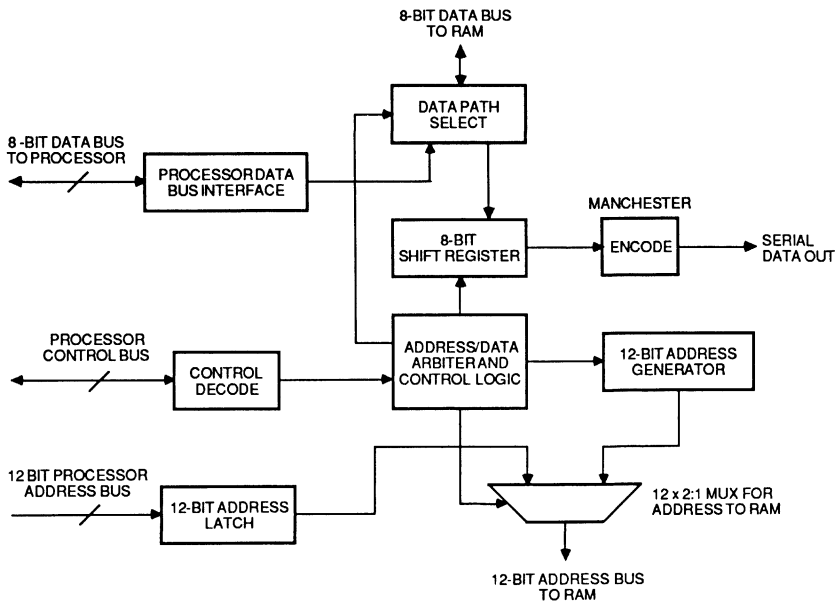 8-BIT DATA BUS
TO RAM
DATA PATH
SELECT
8-BIT DATA BUS
TO PROCESSOR
PROCESSOR DATA
BUS INTERFACE
MANCHESTER
8-BIT
SHIFT REGISTER
ENCODE
SERIAL
DATA OUT
PROCESSOR
CONTROL BUS
CONTROL
DECODE
ADDRESS/DATA
ARBITER AND
CONTROL LOGIC
12-BIT ADDRESS
GENERATOR
12 BIT PROCESSOR
ADDRESS BUS
12-BIT ADDRESS
LATCH
12 x 2:1 MUX FOR
ADDRESS TO RAM
12-BIT ADDRESS BUS
TO RAM